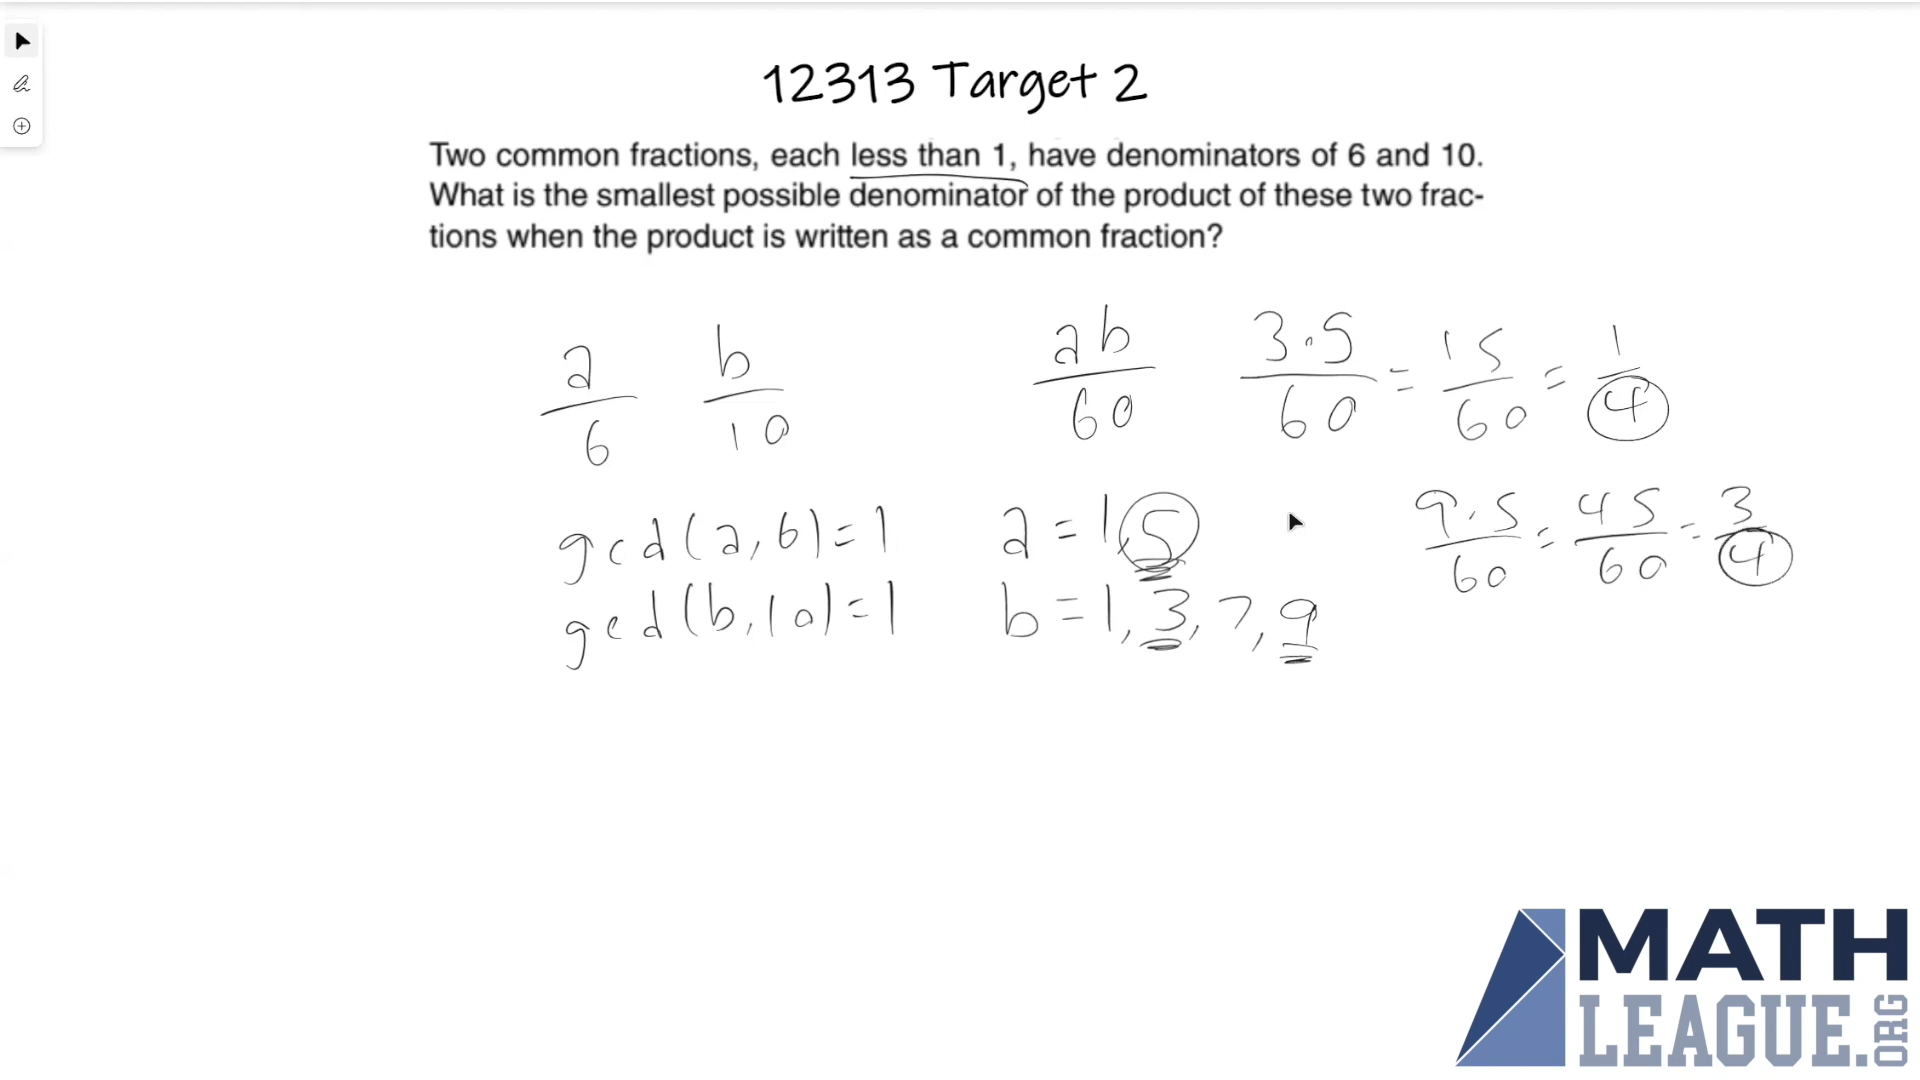 12313 Target 2
Two common fractions, each less than 1, have denominators of 6 and 10.
What is the smallest possible denominator of the product of these two frac-
tions when the product is written as a common fraction?
a/6 b/10 ab/60 3·5/60 = 15/60 = 1/4
gcd(a,6)=1 a=1,5 9·5/60 = 45/60 = 3/4
gcd(b,10)=1 b=1,3,7,9
MATH
LEAGUE.ORG